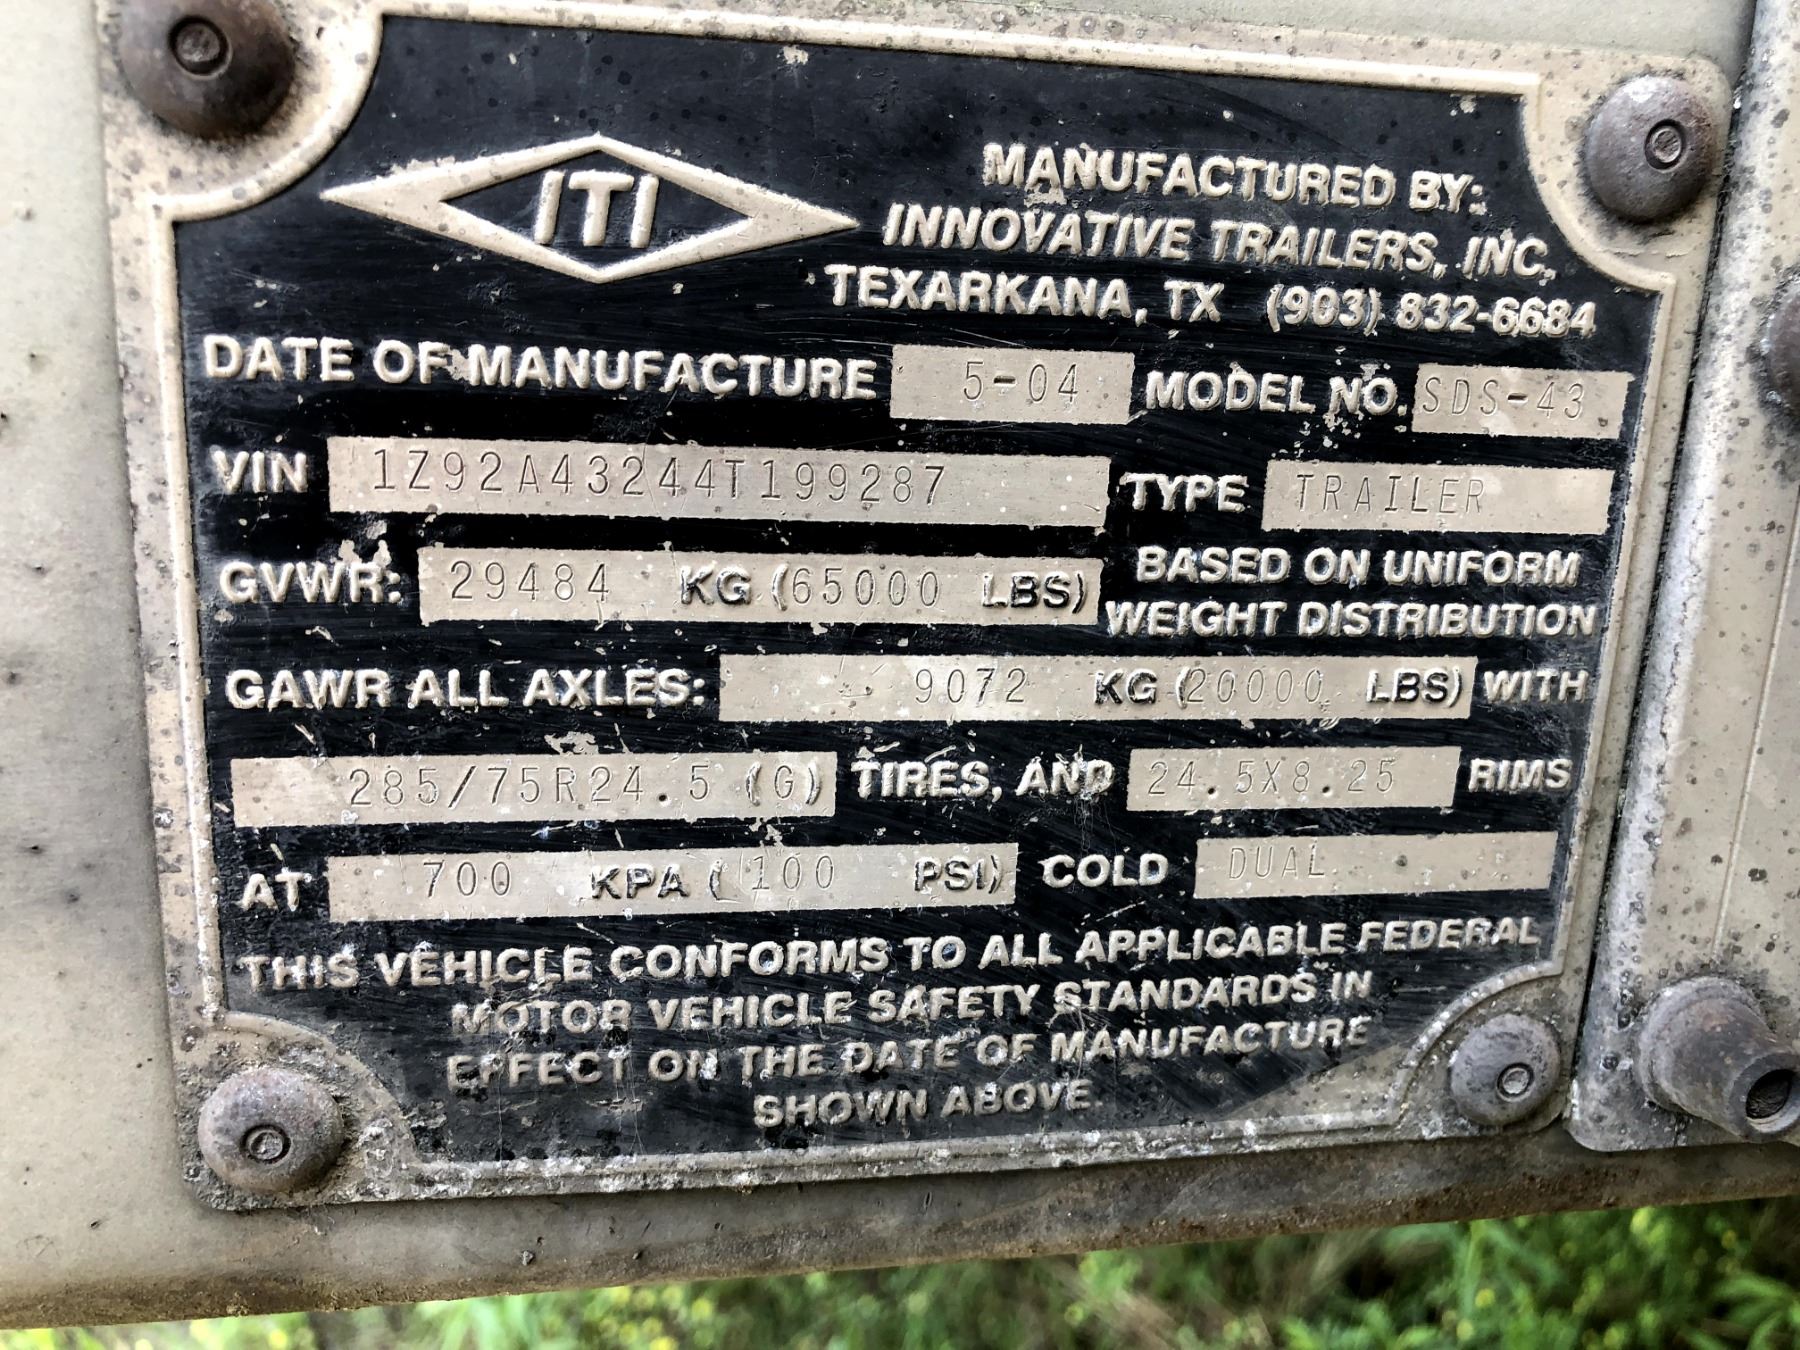 ITI
MANUFACTURED BY:
INNOVATIVE TRAILERS, INC.
TEXARKANA, TX (903) 832-6684
DATE OF MANUFACTURE 5-04 MODEL NO. SDS-43
VIN 1Z92A43244T199287 TYPE TRAILER
GVWR: 29484 KG (65000 LBS) BASED ON UNIFORM
WEIGHT DISTRIBUTION
GAWR ALL AXLES: 9072 KG (20000 LBS) WITH
285/75R24.5 (G) TIRES, AND 24.5X8.25 RIMS
AT 700 KPA (100 PSI) COLD DUAL
THIS VEHICLE CONFORMS TO ALL APPLICABLE FEDERAL
MOTOR VEHICLE SAFETY STANDARDS IN
EFFECT ON THE DATE OF MANUFACTURE
SHOWN ABOVE.